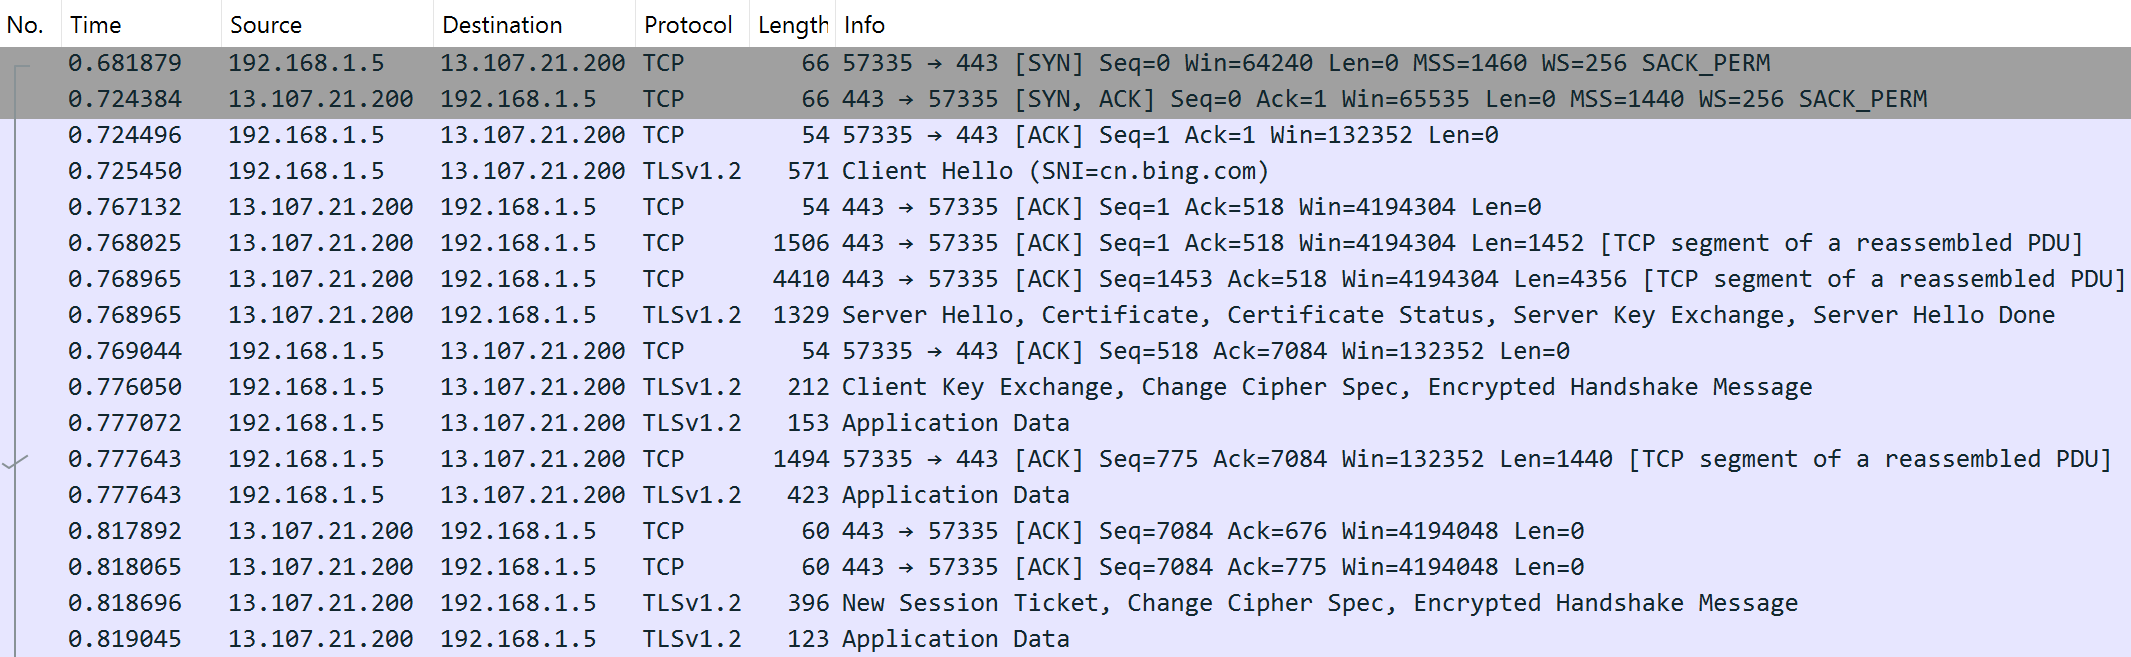 No. Time Source Destination Protocol Length Info
0.681879 192.168.1.5 13.107.21.200 TCP 66 57335 → 443 [SYN] Seq=0 Win=64240 Len=0 MSS=1460 WS=256 SACK_PERM
0.724384 13.107.21.200 192.168.1.5 TCP 66 443 → 57335 [SYN, ACK] Seq=0 Ack=1 Win=65535 Len=0 MSS=1440 WS=256 SACK_PERM
0.724496 192.168.1.5 13.107.21.200 TCP 54 57335 → 443 [ACK] Seq=1 Ack=1 Win=132352 Len=0
0.725450 192.168.1.5 13.107.21.200 TLSv1.2 571 Client Hello (SNI=cn.bing.com)
0.767132 13.107.21.200 192.168.1.5 TCP 54 443 → 57335 [ACK] Seq=1 Ack=518 Win=4194304 Len=0
0.768025 13.107.21.200 192.168.1.5 TCP 1506 443 → 57335 [ACK] Seq=1 Ack=518 Win=4194304 Len=1452 [TCP segment of a reassembled PDU]
0.768965 13.107.21.200 192.168.1.5 TCP 4410 443 → 57335 [ACK] Seq=1453 Ack=518 Win=4194304 Len=4356 [TCP segment of a reassembled PDU]
0.768965 13.107.21.200 192.168.1.5 TLSv1.2 1329 Server Hello, Certificate, Certificate Status, Server Key Exchange, Server Hello Done
0.769044 192.168.1.5 13.107.21.200 TCP 54 57335 → 443 [ACK] Seq=518 Ack=7084 Win=132352 Len=0
0.776050 192.168.1.5 13.107.21.200 TLSv1.2 212 Client Key Exchange, Change Cipher Spec, Encrypted Handshake Message
0.777072 192.168.1.5 13.107.21.200 TLSv1.2 153 Application Data
0.777643 192.168.1.5 13.107.21.200 TCP 1494 57335 → 443 [ACK] Seq=775 Ack=7084 Win=132352 Len=1440 [TCP segment of a reassembled PDU]
0.777643 192.168.1.5 13.107.21.200 TLSv1.2 423 Application Data
0.817892 13.107.21.200 192.168.1.5 TCP 60 443 → 57335 [ACK] Seq=7084 Ack=676 Win=4194048 Len=0
0.818065 13.107.21.200 192.168.1.5 TCP 60 443 → 57335 [ACK] Seq=7084 Ack=775 Win=4194048 Len=0
0.818696 13.107.21.200 192.168.1.5 TLSv1.2 396 New Session Ticket, Change Cipher Spec, Encrypted Handshake Message
0.819045 13.107.21.200 192.168.1.5 TLSv1.2 123 Application Data